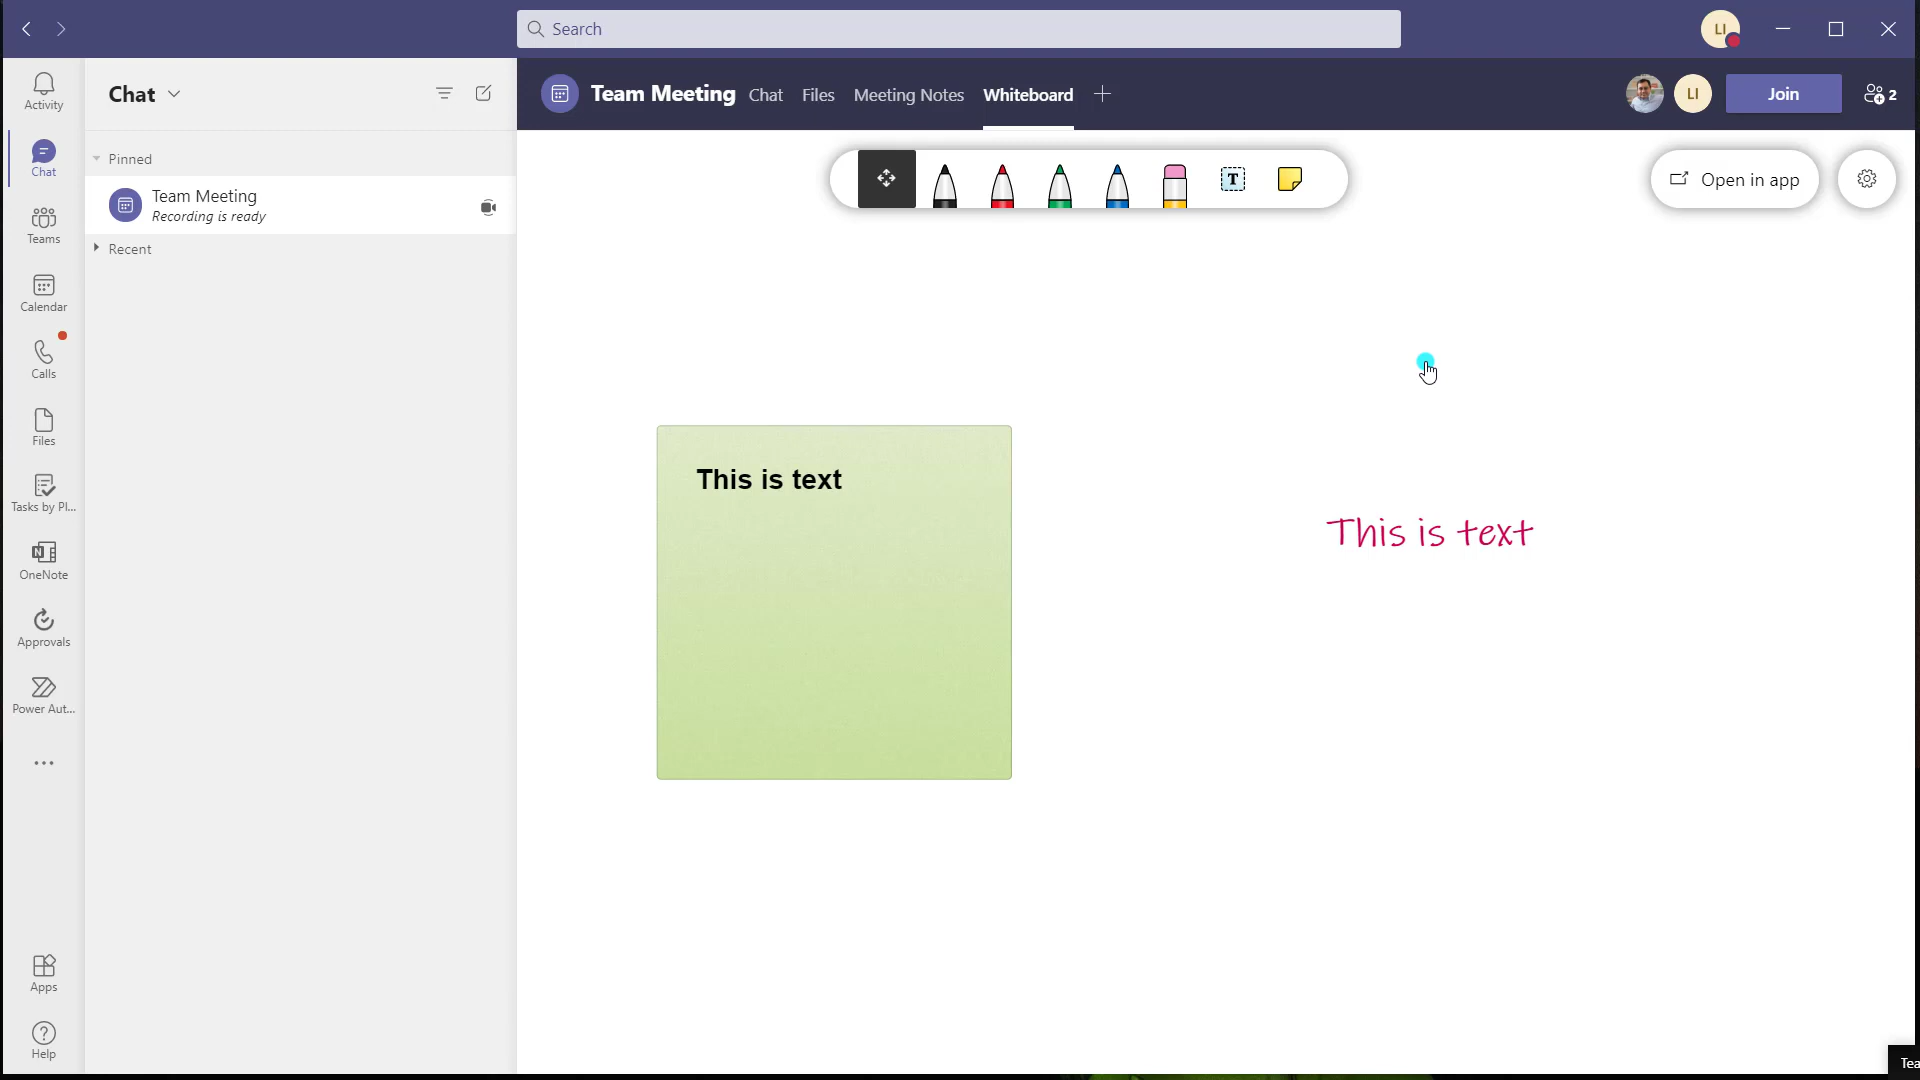 Search
LI
Activity
Chat
Teams
Calendar
Calls
Files
Tasks by Pl...
OneNote
Approvals
Power Aut...
Apps
Help
Chat
Pinned
Team Meeting
Recording is ready
Recent
Team Meeting Chat Files Meeting Notes Whiteboard
LI Join 2
T
Open in app
This is text
This is text
Tea